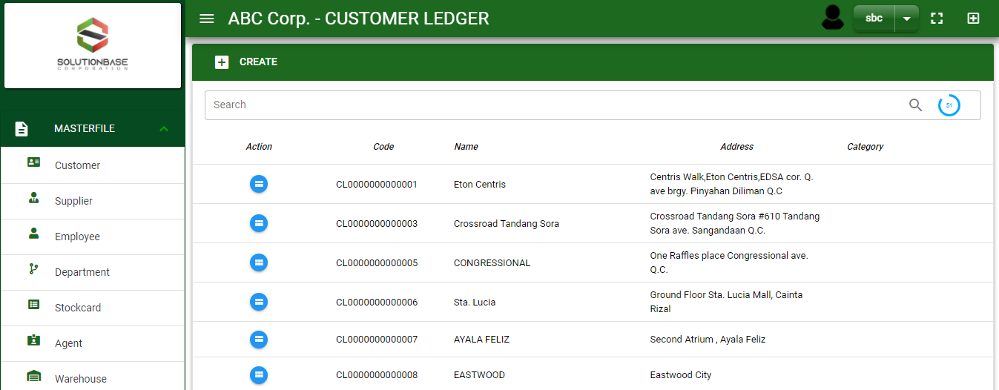 SOLUTIONBASE
CORPORATION
ABC Corp. - CUSTOMER LEDGER
sbc
MASTERFILE
Customer
Supplier
Employee
Department
Stockcard
Agent
Warehouse
CREATE
Search
51
Action Code Name Address Category
CL0000000000001 Eton Centris Centris Walk,Eton Centris,EDSA cor. Q.
ave brgy. Pinyahan Diliman Q.C
CL0000000000003 Crossroad Tandang Sora Crossroad Tandang Sora #610 Tandang
Sora ave. Sangandaan Q.C.
CL0000000000005 CONGRESSIONAL One Raffles place Congressional ave.
Q.C.
CL0000000000006 Sta. Lucia Ground Floor Sta. Lucia Mall, Cainta
Rizal
CL0000000000007 AYALA FELIZ Second Atrium , Ayala Feliz
CL0000000000008 EASTWOOD Eastwood City